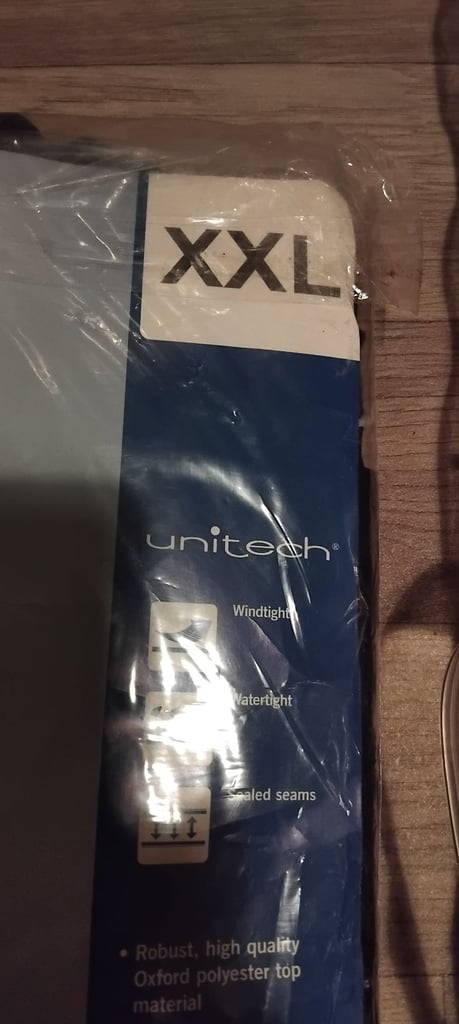 XXL
unitech®
Windtight
Watertight
Sealed seams
• Robust, high quality
Oxford polyester top
material